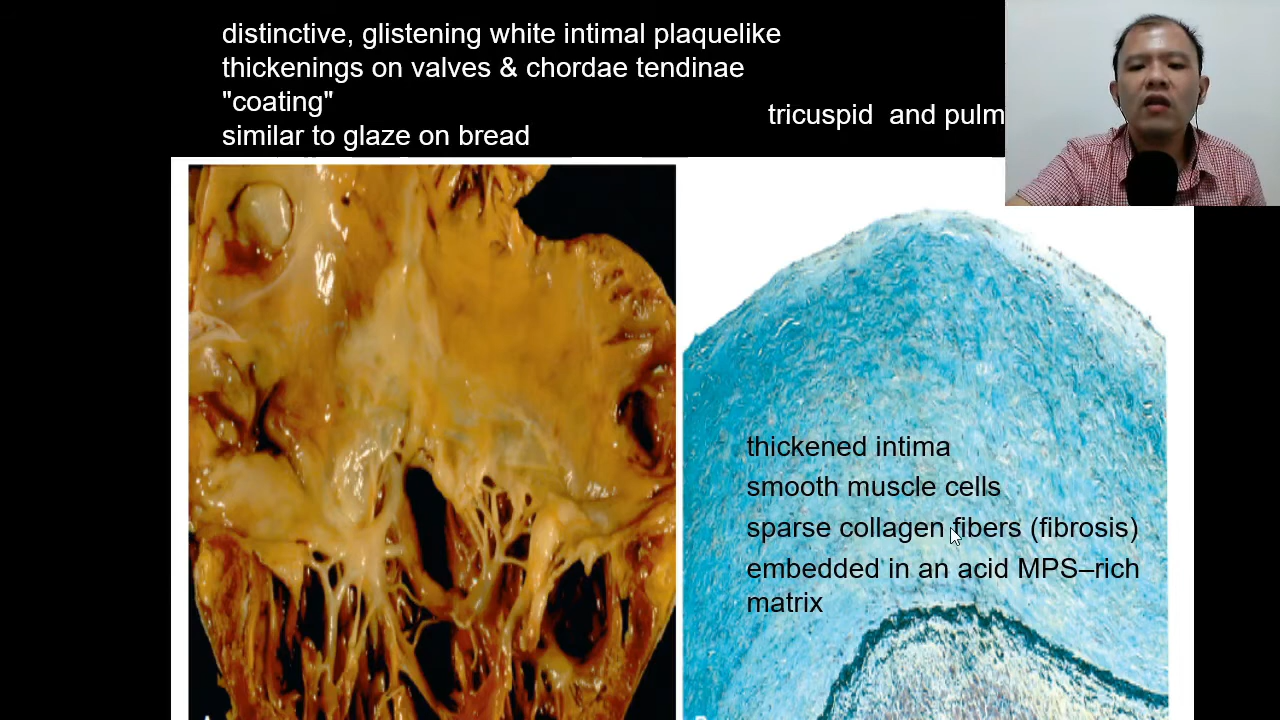 distinctive, glistening white intimal plaquelike
thickenings on valves & chordae tendinae
"coating"
similar to glaze on bread
tricuspid and pulm
thickened intima
smooth muscle cells
sparse collagen fibers (fibrosis)
embedded in an acid MPS–rich
matrix